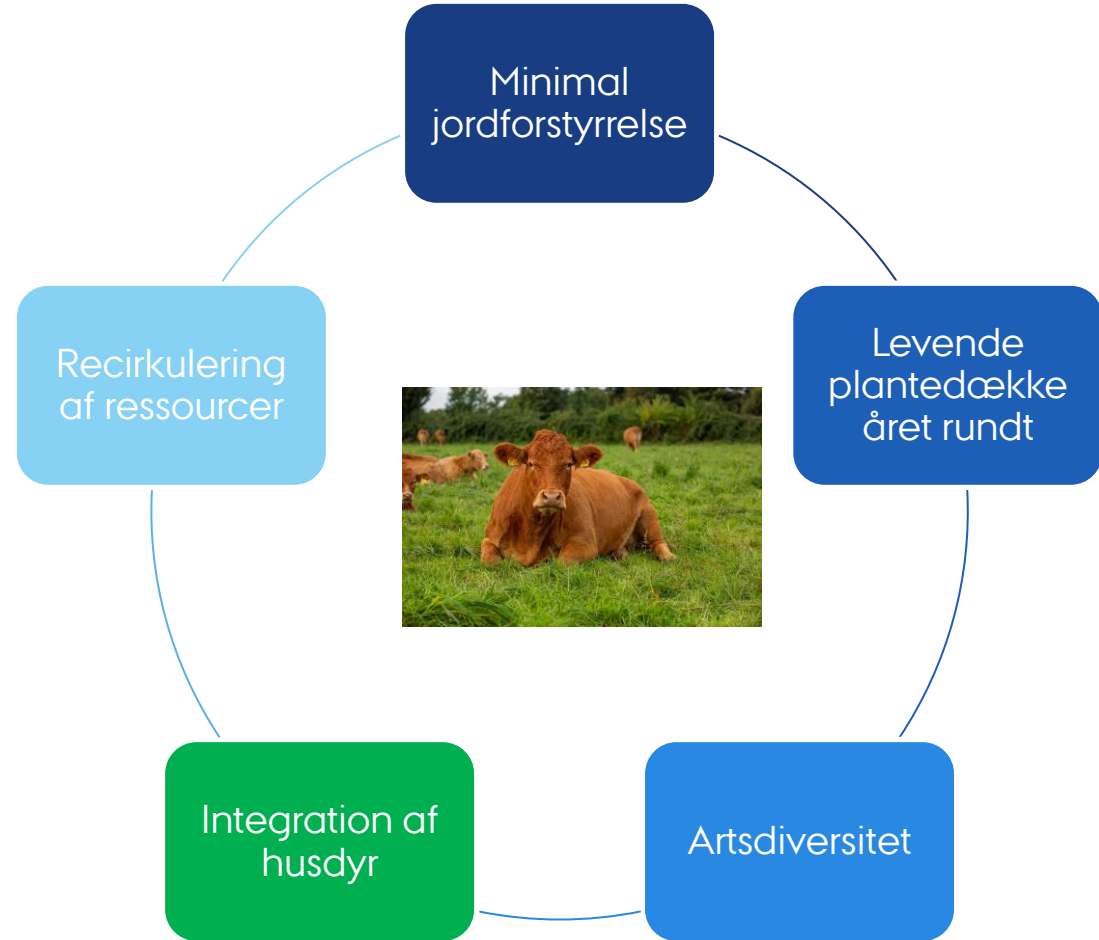 Minimal
jordforstyrrelse
Levende
plantedække
året rundt
Artsdiversitet
Integration af
husdyr
Recirkulering
af ressourcer